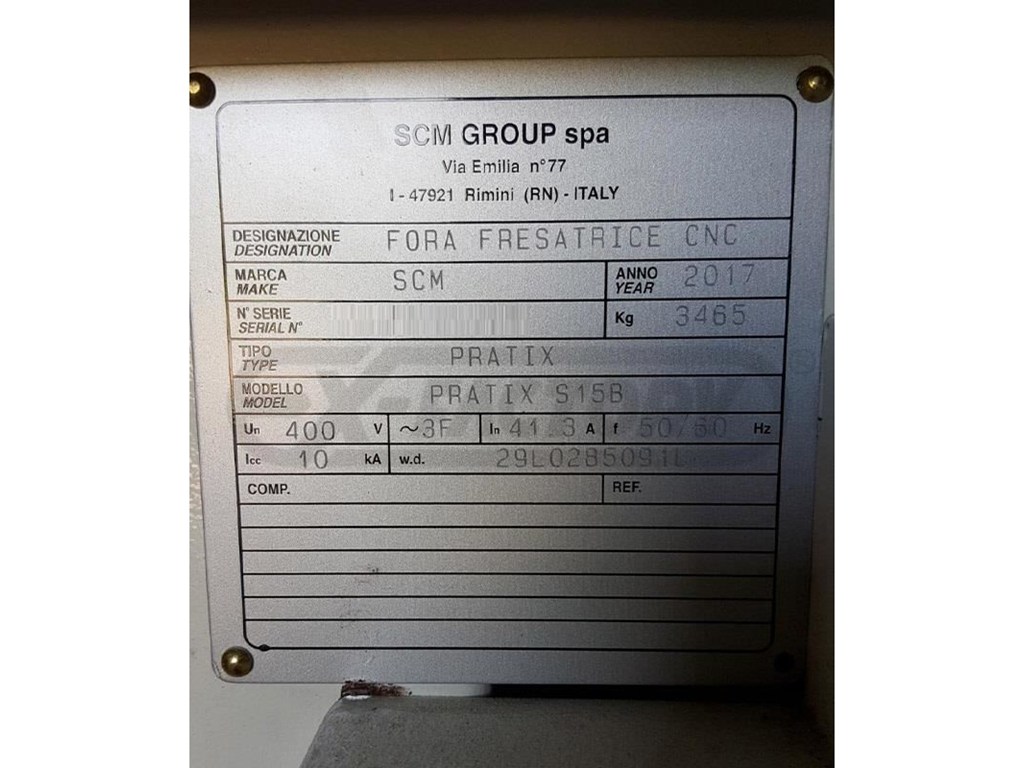 SCM GROUP spa
Via Emilia n°77
I - 47921 Rimini (RN) - ITALY
DESIGNAZIONE FORA FRESATRICE CNC
DESIGNATION
MARCA SCM ANNO 2017
MAKE YEAR
N° SERIE Kg 3465
SERIAL N°
TIPO PRATIX
TYPE
MODELLO PRATIX S15B
MODEL
Un 400 V ~3F In 41.3 A f 50/60 Hz
Icc 10 kA w.d.
COMP. REF.